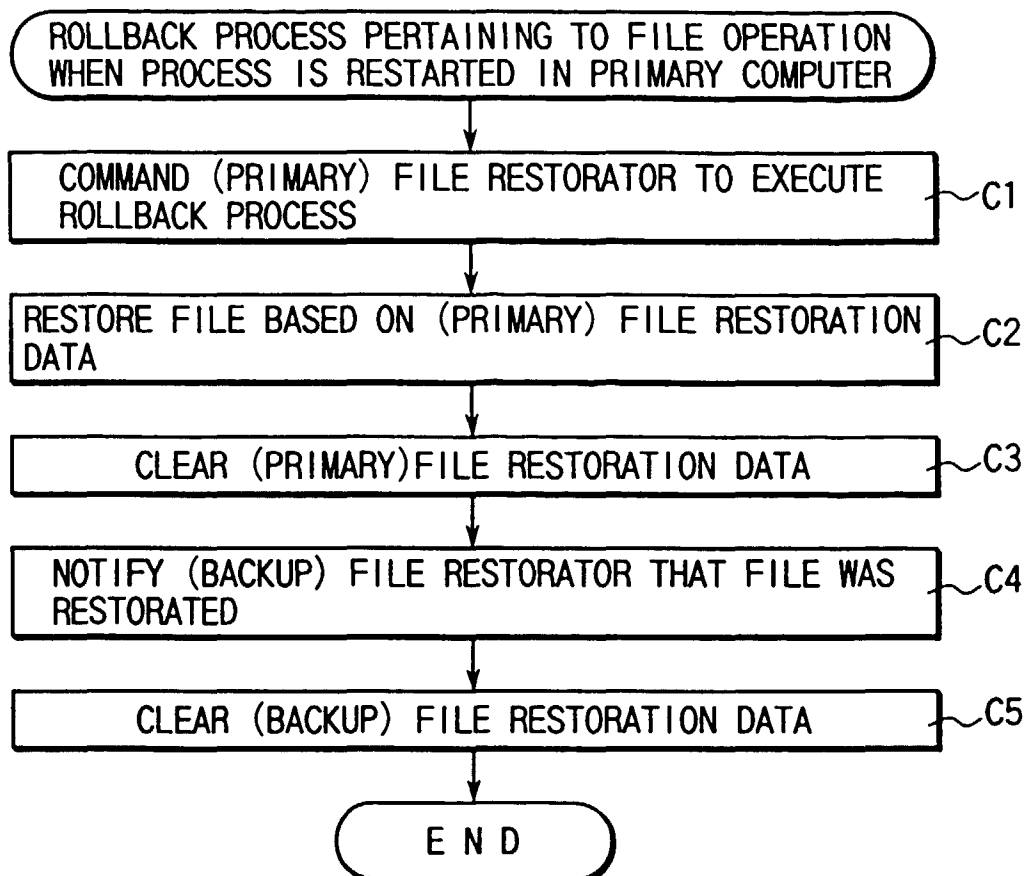 ROLLBACK PROCESS PERTAINING TO FILE OPERATION
WHEN PROCESS IS RESTARTED IN PRIMARY COMPUTER
COMMAND (PRIMARY) FILE RESTORATOR TO EXECUTE
ROLLBACK PROCESS
C1
RESTORE FILE BASED ON (PRIMARY) FILE RESTORATION
DATA
C2
CLEAR (PRIMARY)FILE RESTORATION DATA
C3
NOTIFY (BACKUP) FILE RESTORATOR THAT FILE WAS
RESTORATED
C4
CLEAR (BACKUP) FILE RESTORATION DATA
C5
END